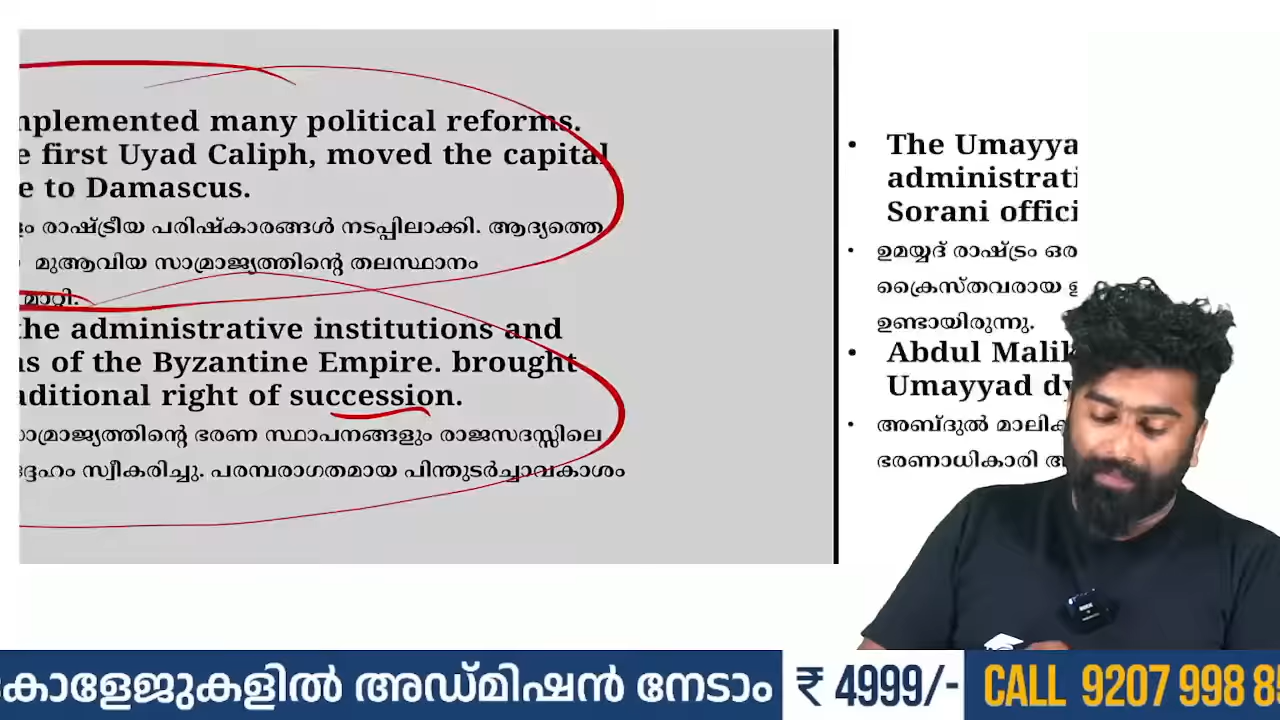 mplemented many political reforms.
e first Uyad Caliph, moved the capital
e to Damascus.
രാഷ്ട്രീയ പരിഷ്കാരങ്ങൾ നടപ്പിലാക്കി. ആദ്യത്തെ
മുആവിയ സാമ്രാജ്യത്തിന്റെ തലസ്ഥാനം
മാറ്റി.
the administrative institutions and
ns of the Byzantine Empire. brought
aditional right of succession.
സാമ്രാജ്യത്തിന്റെ ഭരണ സ്ഥാപനങ്ങളും രാജസദസ്സിലെ
ദ്ദേഹം സ്വീകരിച്ചു. പരമ്പരാഗതമായ പിന്തുടർച്ചാവകാശം
• The Umayya
administrati
Sorani offici
• ഉമയ്യദ് രാഷ്ട്രം ഒര
ക്രൈസ്തവരായ ഉ
ഉണ്ടായിരുന്നു.
• Abdul Malik
Umayyad dy
• അബ്ദുൽ മാലിക്
ഭരണാധികാരി അ
കോളേജുകളിൽ അഡ്മിഷൻ നേടാം ₹ 4999/- CALL 9207 998 8